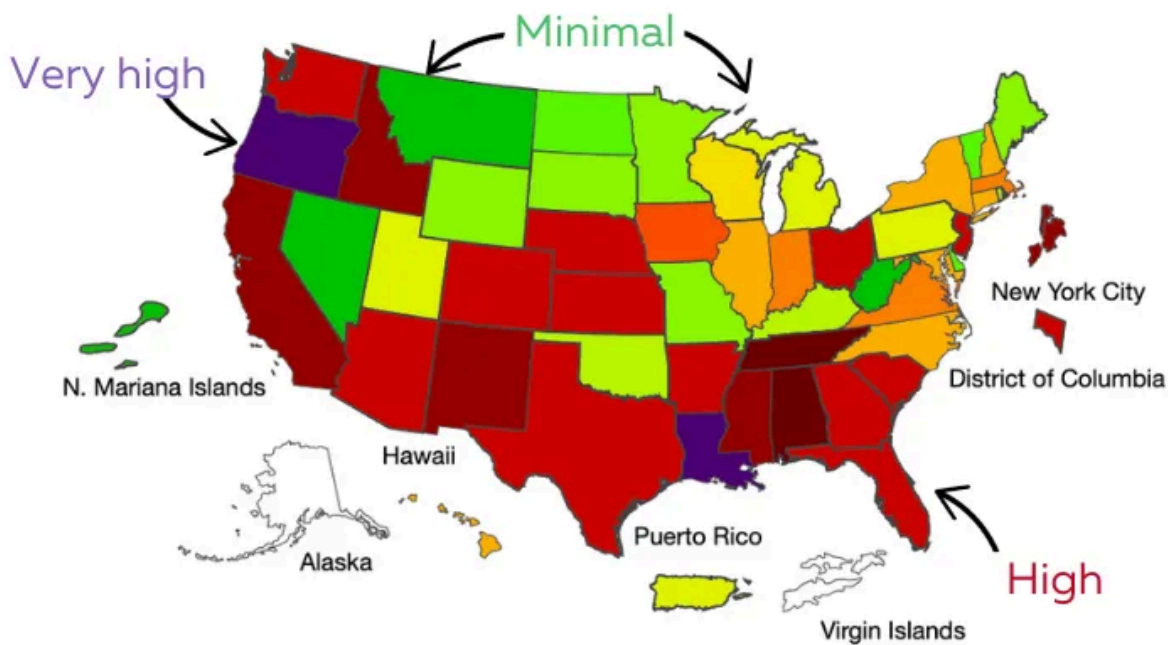 Minimal
Very high
New York City
N. Mariana Islands
District of Columbia
Hawaii
Puerto Rico
Alaska
High
Virgin Islands